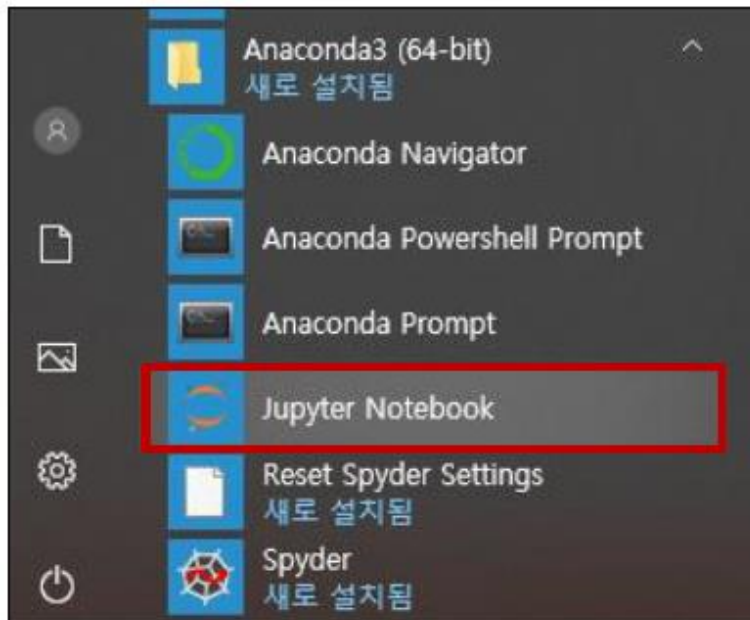 Anaconda3 (64-bit)
새로 설치됨
Anaconda Navigator
Anaconda Powershell Prompt
Anaconda Prompt
Jupyter Notebook
Reset Spyder Settings
새로 설치됨
Spyder
새로 설치됨